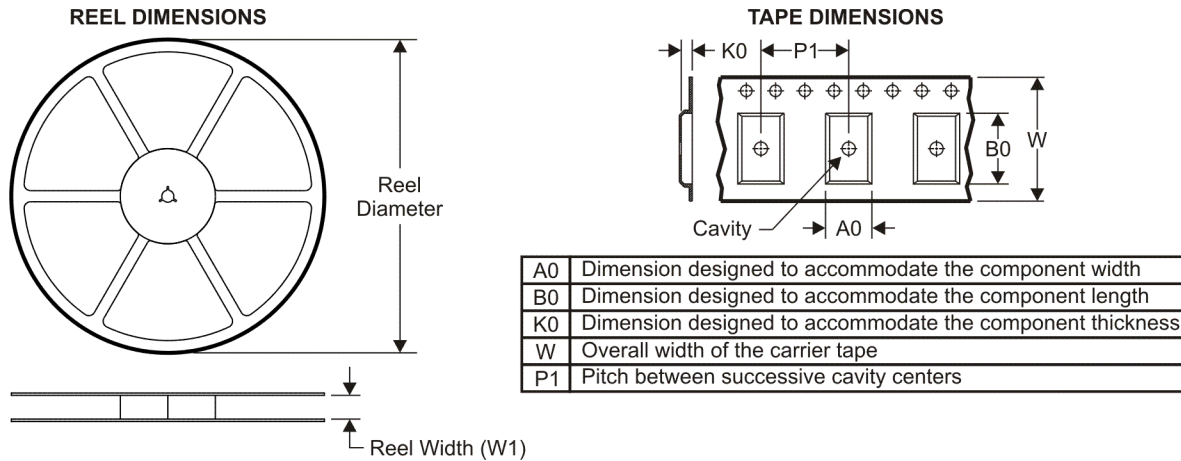 REEL DIMENSIONS
Reel
Diameter
Reel Width (W1)
TAPE DIMENSIONS
K0
P1
B0
W
Cavity
A0
A0 Dimension designed to accommodate the component width
B0 Dimension designed to accommodate the component length
K0 Dimension designed to accommodate the component thickness
W Overall width of the carrier tape
P1 Pitch between successive cavity centers